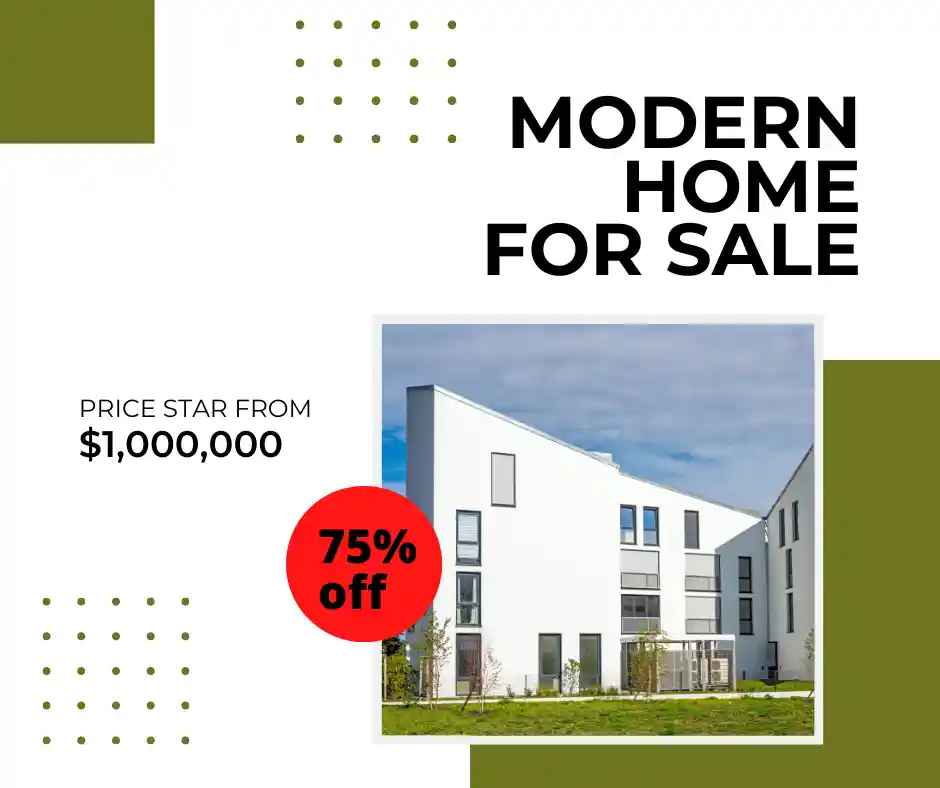 MODERN
HOME
FOR SALE
PRICE STAR FROM
$1,000,000
75%
off